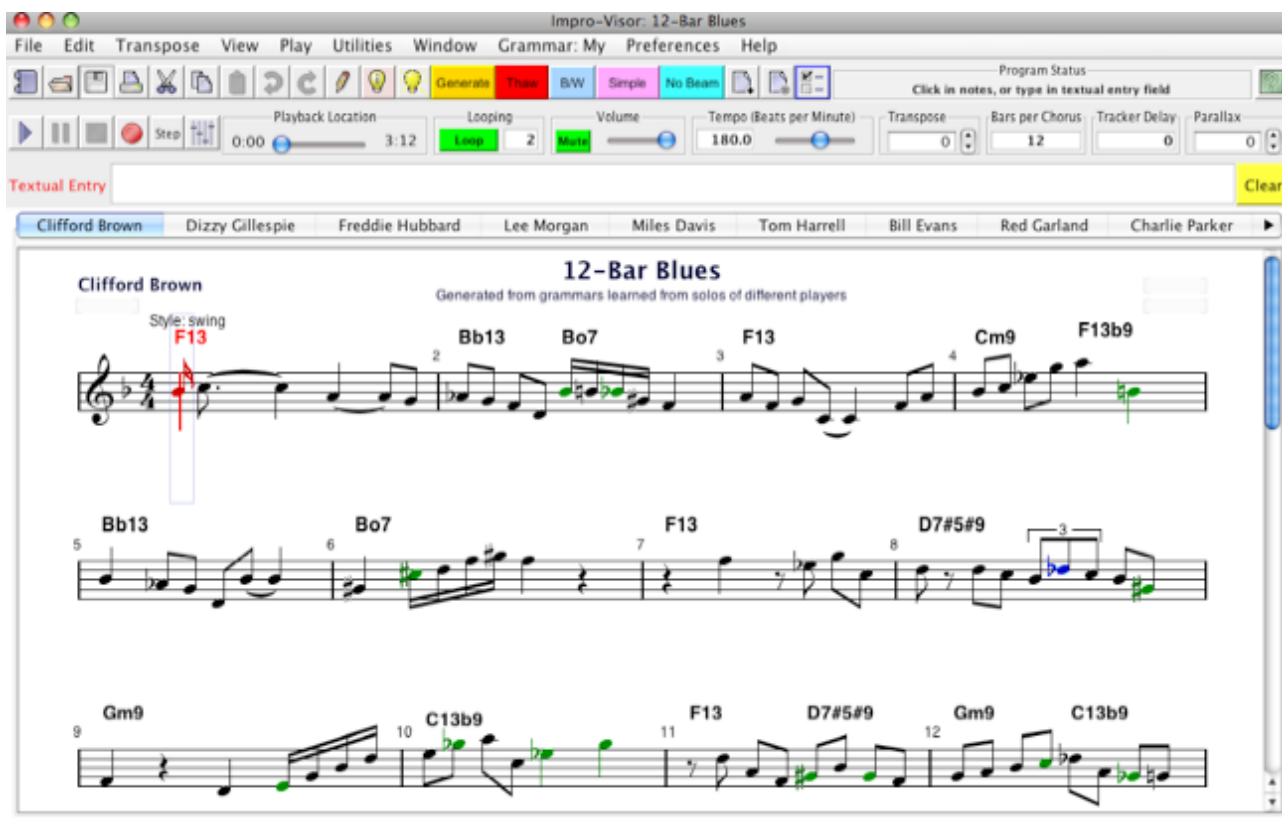 Impro-Visor: 12-Bar Blues
File Edit Transpose View Play Utilities Window Grammar: My Preferences Help
Generate Thaw B/W Simple No Beam Program Status
Click in notes, or type in textual entry field
Playback Location Looping Volume Tempo (Beats per Minute) Transpose Bars per Chorus Tracker Delay Parallax
Step 0:00 3:12 Loop 2 Mute 180.0 0 12 0 0
Textual Entry Clear
Clifford Brown Dizzy Gillespie Freddie Hubbard Lee Morgan Miles Davis Tom Harrell Bill Evans Red Garland Charlie Parker
12-Bar Blues
Clifford Brown
Generated from grammars learned from solos of different players
Style: swing
F13 Bb13 Bo7 F13 Cm9 F13b9
2 3 4
4
4
Bb13 Bo7 F13 D7#5#9
5 6 7 8 3
Gm9 C13b9 F13 D7#5#9 Gm9 C13b9
9 10 11 12